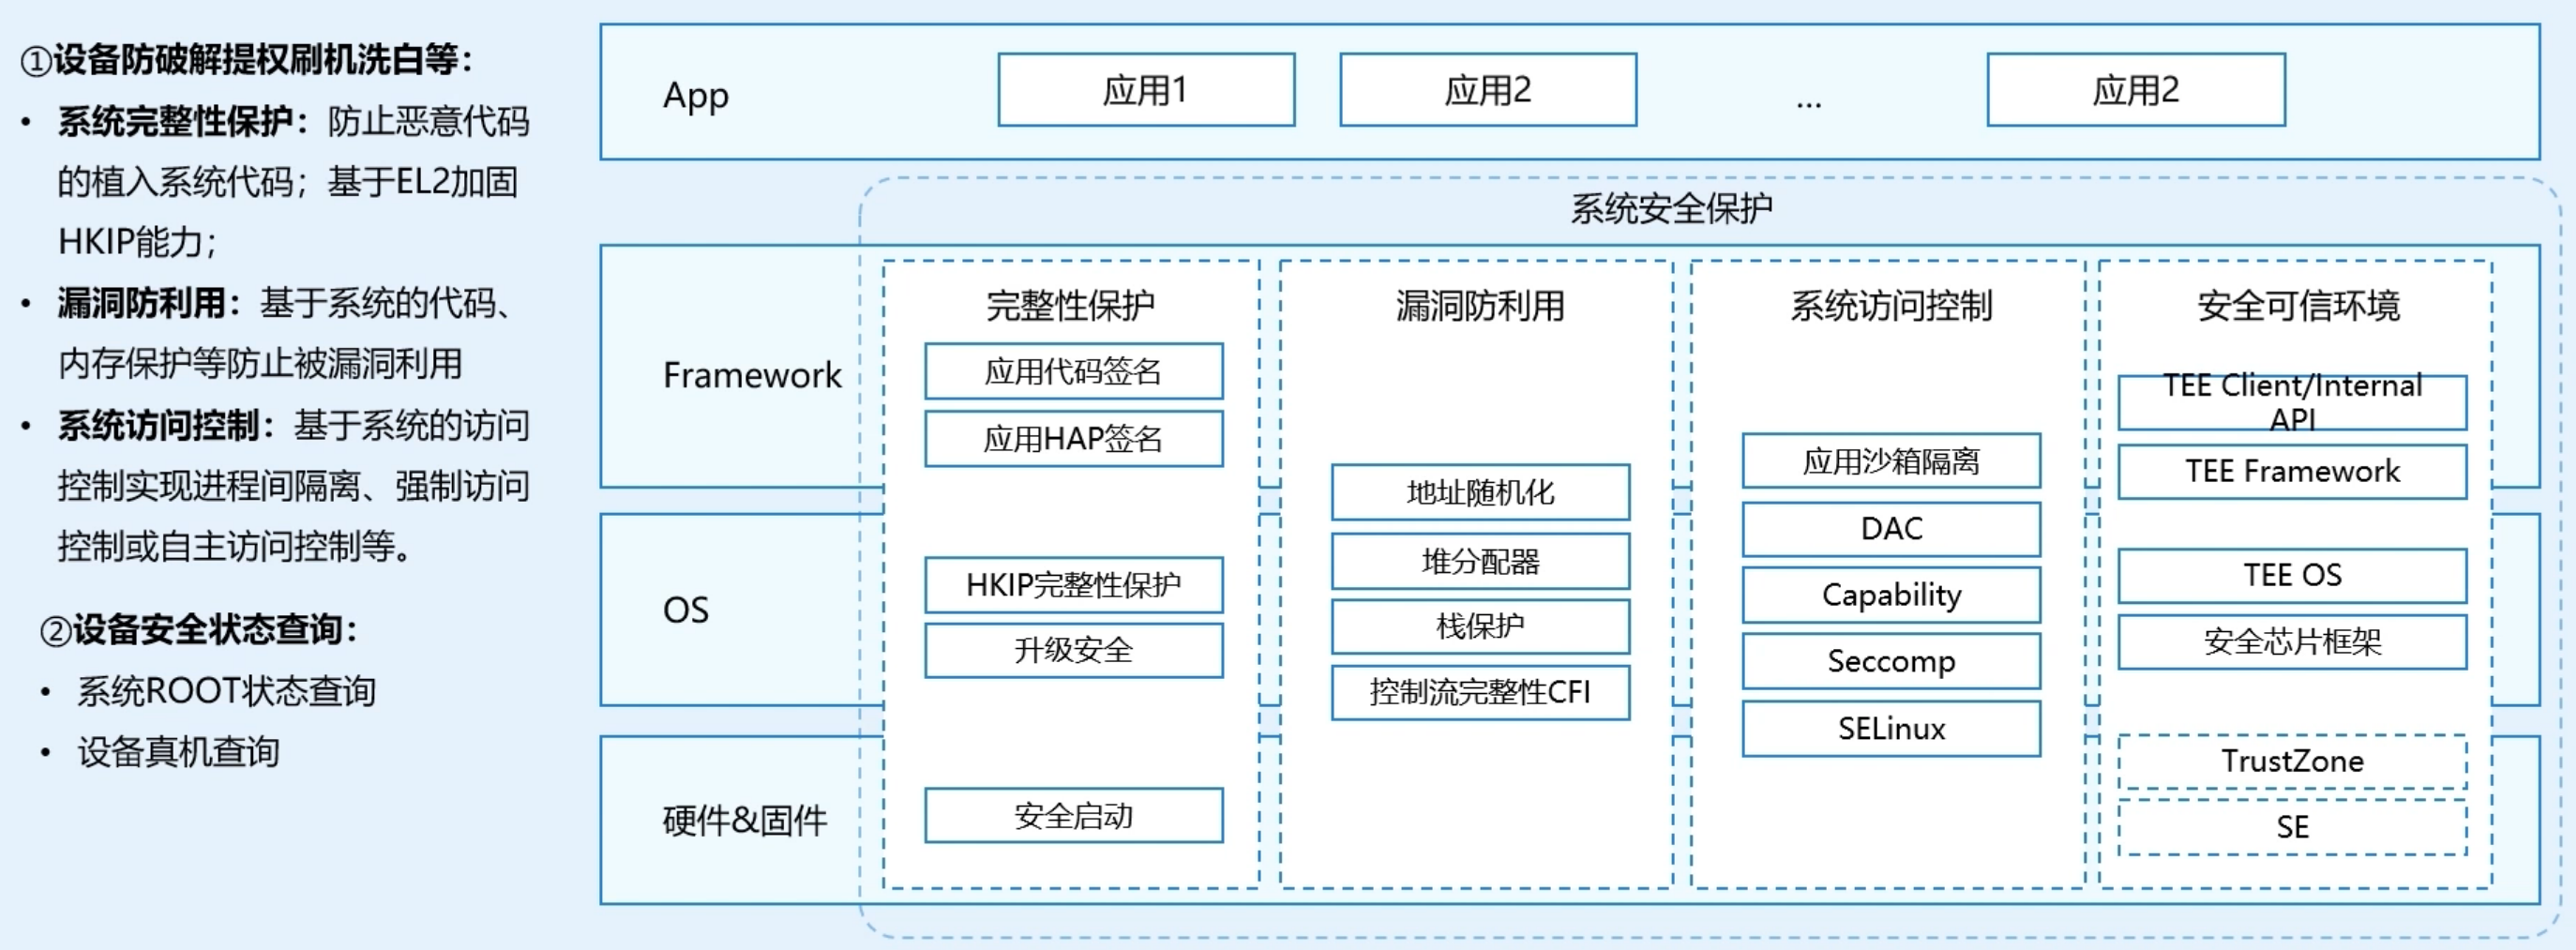 ①设备防破解提权刷机洗白等：
• 系统完整性保护：防止恶意代码
的植入系统代码；基于EL2加固
HKIP能力；
• 漏洞防利用：基于系统的代码、
内存保护等防止被漏洞利用
• 系统访问控制：基于系统的访问
控制实现进程间隔离、强制访问
控制或自主访问控制等。
②设备安全状态查询：
• 系统ROOT状态查询
• 设备真机查询
App
应用1
应用2
...
应用2
系统安全保护
Framework
OS
硬件&固件
完整性保护
应用代码签名
应用HAP签名
HKIP完整性保护
升级安全
安全启动
漏洞防利用
地址随机化
堆分配器
栈保护
控制流完整性CFI
系统访问控制
应用沙箱隔离
DAC
Capability
Seccomp
SELinux
安全可信环境
TEE Client/Internal
API
TEE Framework
TEE OS
安全芯片框架
TrustZone
SE